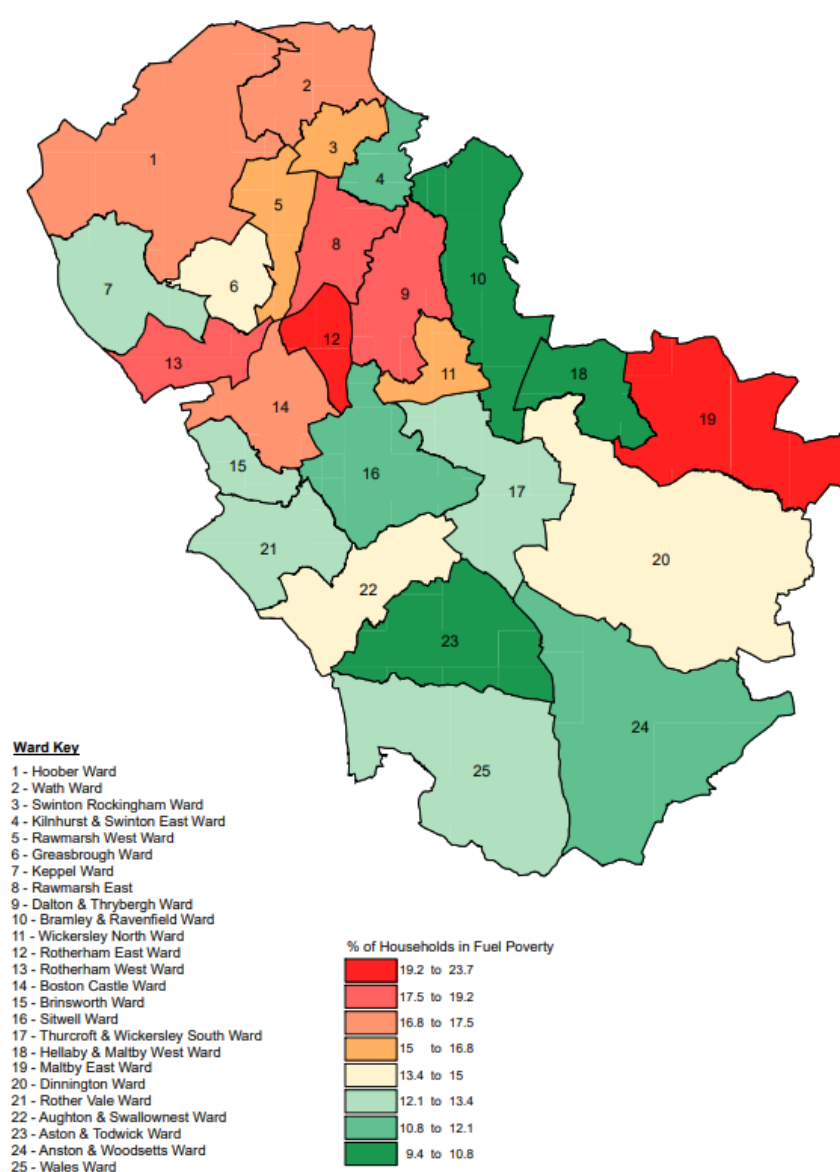 2
1
3
4
5
8
10
6
7
9
12
13
11
18
14
19
15
16
17
21
20
22
23
24
25
Ward Key
1 - Hoober Ward
2 - Wath Ward
3 - Swinton Rockingham Ward
4 - Kilnhurst & Swinton East Ward
5 - Rawmarsh West Ward
6 - Greasbrough Ward
7 - Keppel Ward
8 - Rawmarsh East
9 - Dalton & Thrybergh Ward
10 - Bramley & Ravenfield Ward
11 - Wickersley North Ward
12 - Rotherham East Ward
13 - Rotherham West Ward
14 - Boston Castle Ward
15 - Brinsworth Ward
16 - Sitwell Ward
17 - Thurcroft & Wickersley South Ward
18 - Hellaby & Maltby West Ward
19 - Maltby East Ward
20 - Dinnington Ward
21 - Rother Vale Ward
22 - Aughton & Swallownest Ward
23 - Aston & Todwick Ward
24 - Anston & Woodsetts Ward
25 - Wales Ward
% of Households in Fuel Poverty
19.2 to 23.7
17.5 to 19.2
16.8 to 17.5
15 to 16.8
13.4 to 15
12.1 to 13.4
10.8 to 12.1
9.4 to 10.8